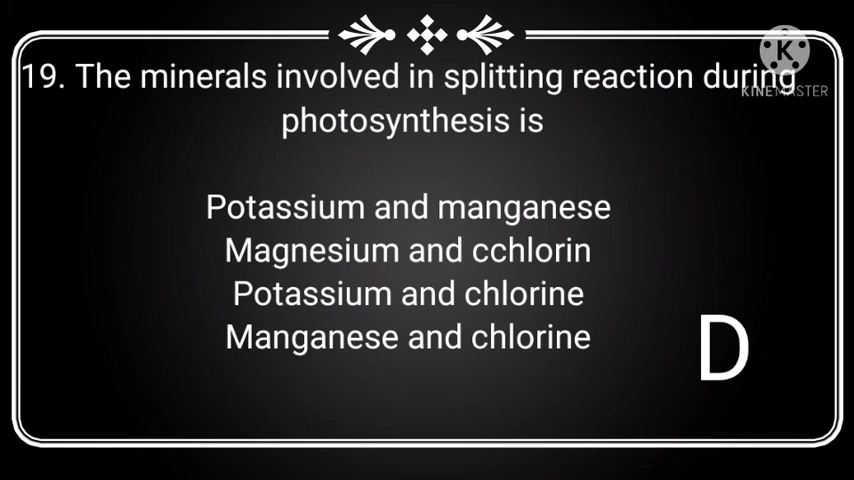 19. The minerals involved in splitting reaction during
photosynthesis is
Potassium and manganese
Magnesium and cchlorin
Potassium and chlorine
Manganese and chlorine
D
K
KINEMASTER